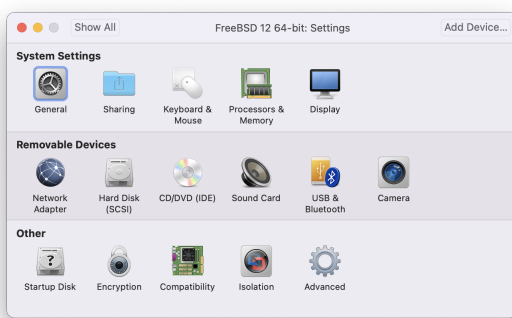 Show All
FreeBSD 12 64-bit: Settings
Add Device...
System Settings
General
Sharing
Keyboard &
Mouse
Processors &
Memory
Display
Removable Devices
Network
Adapter
Hard Disk
(SCSI)
CD/DVD (IDE)
Sound Card
USB &
Bluetooth
Camera
Other
?
Startup Disk
Encryption
Compatibility
Isolation
Advanced